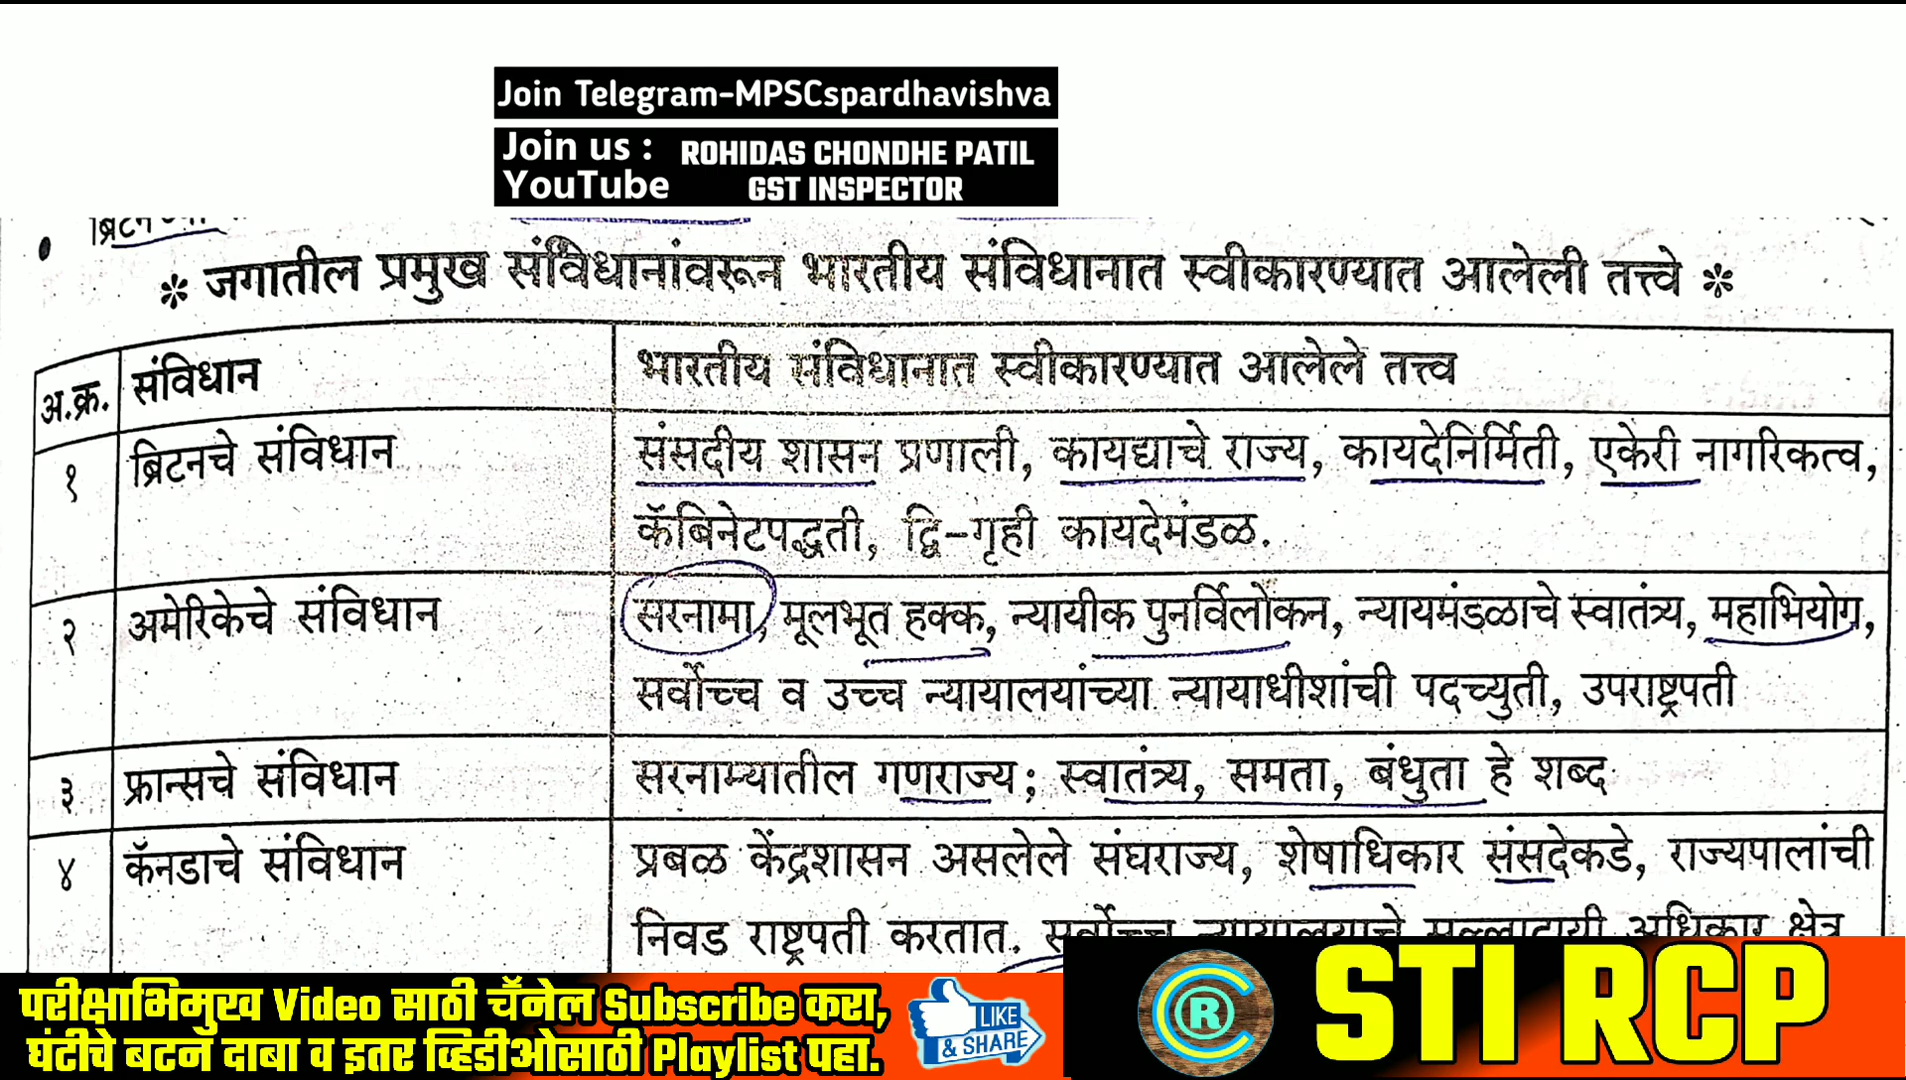 Join Telegram-MPSCspardhavishva
Join us : ROHIDAS CHONDHE PATIL
YouTube GST INSPECTOR
* जगातील प्रमुख संविधानांवरून भारतीय संविधानात स्वीकारण्यात आलेली तत्त्वे *
अ.क्र. संविधान भारतीय संविधानात स्वीकारण्यात आलेले तत्त्व
१ ब्रिटनचे संविधान संसदीय शासन प्रणाली, कायद्याचे राज्य, कायदेनिर्मिती, एकेरी नागरिकत्व,
कॅबिनेटपद्धती, द्वि-गृही कायदेमंडळ.
२ अमेरिकेचे संविधान सरनामा, मूलभूत हक्क, न्यायीक पुनर्विलोकन, न्यायमंडळाचे स्वातंत्र्य, महाभियोग,
सर्वोच्च व उच्च न्यायालयांच्या न्यायाधीशांची पदच्युती, उपराष्ट्रपती
३ फ्रान्सचे संविधान सरनाम्यातील गणराज्य; स्वातंत्र्य, समता, बंधुता हे शब्द
४ कॅनडाचे संविधान प्रबळ केंद्रशासन असलेले संघराज्य, शेषाधिकार संसदेकडे, राज्यपालांची
निवड राष्ट्रपती करतात. सर्वोच्च न्यायालयाचे सल्लादायी अधिकार क्षेत्र
परीक्षाभिमुख Video साठी चॅनेल Subscribe करा,
घंटीचे बटन दाबा व इतर व्हिडीओसाठी Playlist पहा.
LIKE
& SHARE
R
STI RCP